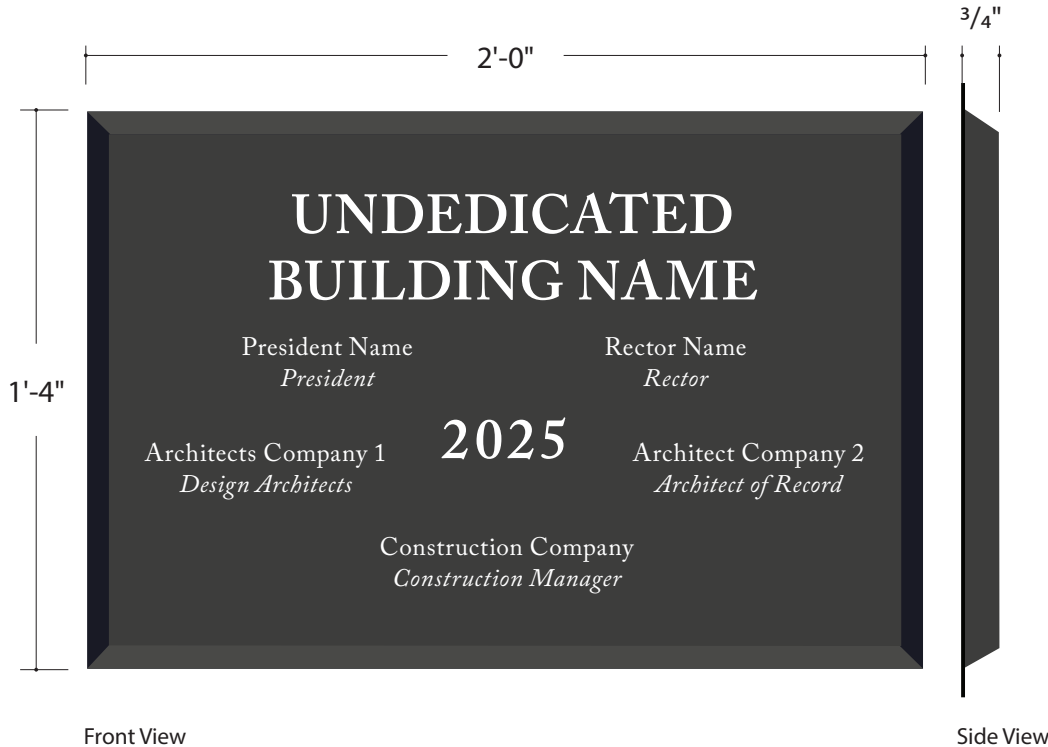 3/4"
2'-0"
UNDEDICATED
BUILDING NAME
President Name
President
Rector Name
Rector
1'-4"
2025
Architects Company 1
Design Architects
Architect Company 2
Architect of Record
Construction Company
Construction Manager
Front View
Side View